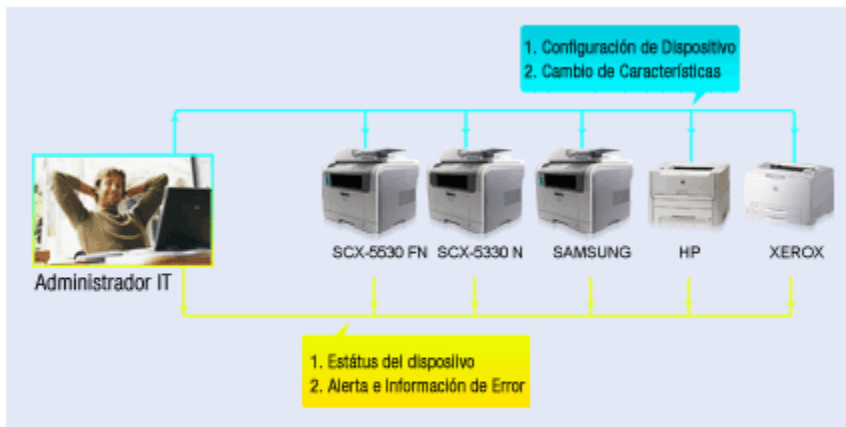 1. Configuración de Dispositivo
2. Cambio de Características
SCX-5530 FN
SCX-5330 N
SAMSUNG
HP
XEROX
Administrador IT
1. Estátus del disposiivo
2. Alerta e Información de Error